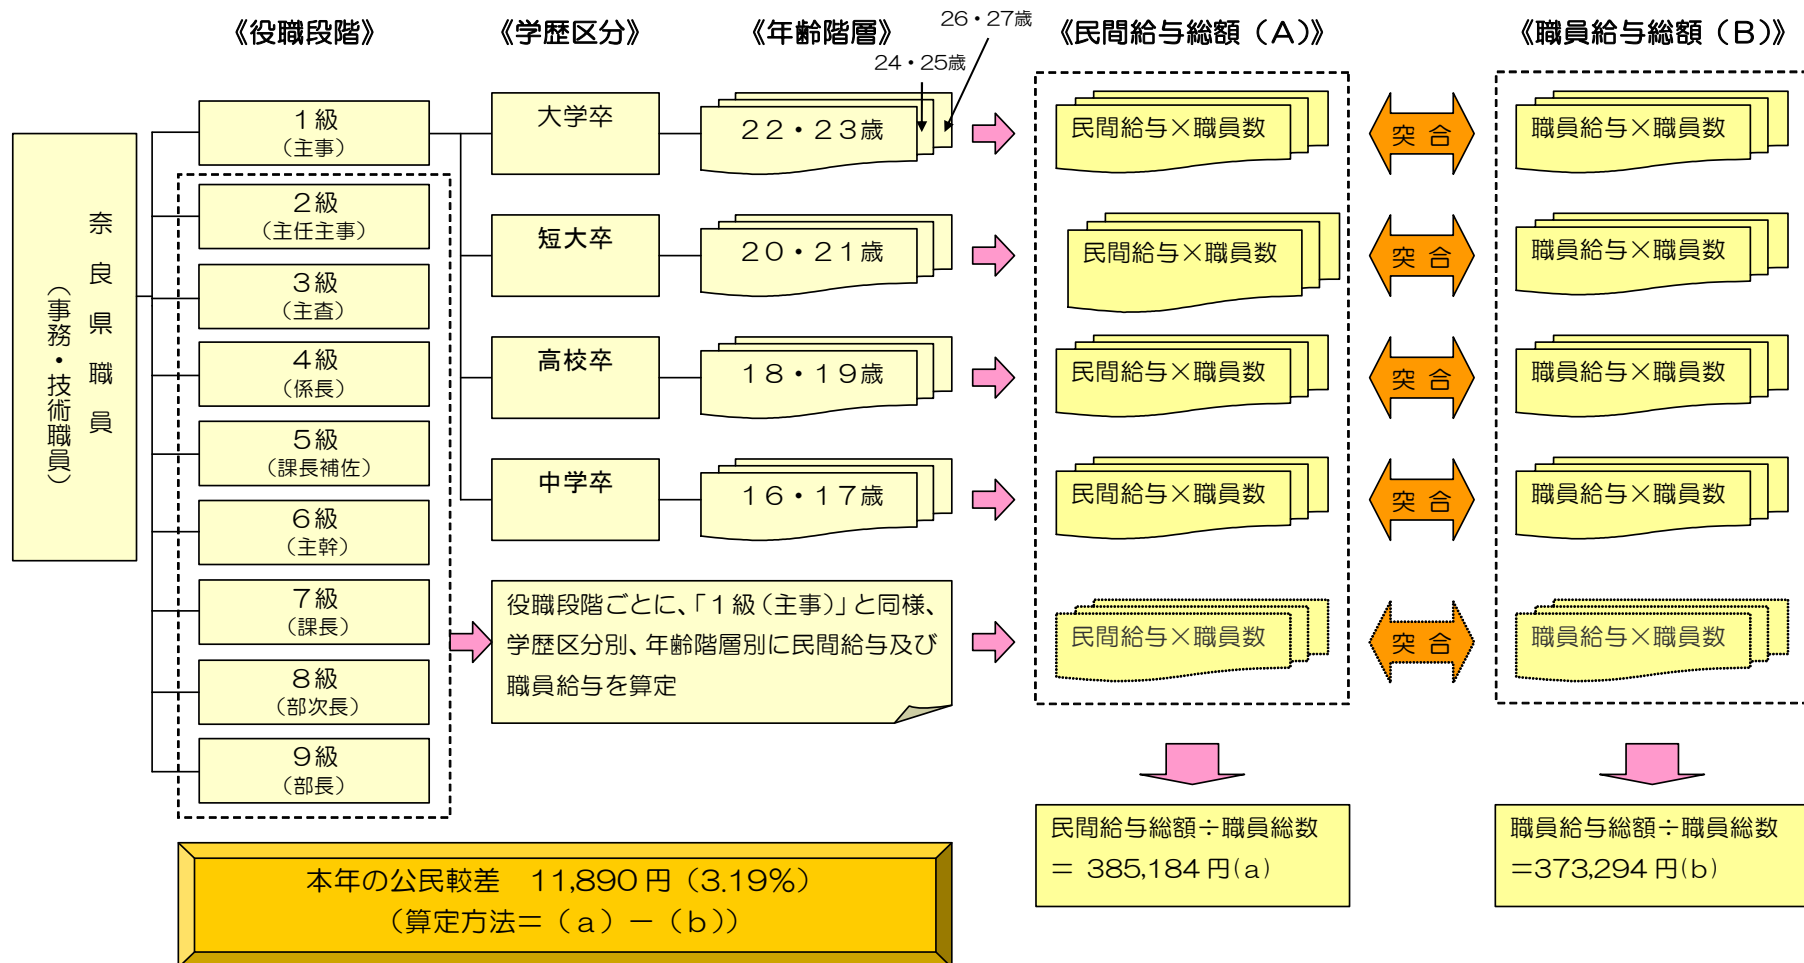 《役職段階》
《学歴区分》
《年齢階層》
26・27歳
24・25歳
《民間給与総額（A）》
《職員給与総額（B）》
奈良県職員
（事務・技術職員）
１級
（主事）
２級
（主任主事）
３級
（主査）
４級
（係長）
５級
（課長補佐）
６級
（主幹）
７級
（課長）
８級
（部次長）
９級
（部長）
大学卒
２２・２３歳
民間給与×職員数
突 合
職員給与×職員数
短大卒
２０・２１歳
民間給与×職員数
突 合
職員給与×職員数
高校卒
１８・１９歳
民間給与×職員数
突 合
職員給与×職員数
中学卒
１６・１７歳
民間給与×職員数
突 合
職員給与×職員数
役職段階ごとに、「１級（主事）」と同様、
学歴区分別、年齢階層別に民間給与及び
職員給与を算定
民間給与×職員数
突 合
職員給与×職員数
民間給与総額÷職員総数
＝ 385,184 円(a)
職員給与総額÷職員総数
＝373,294 円(b)
本年の公民較差　11,890 円（3.19％）
（算定方法＝（a）－（b））